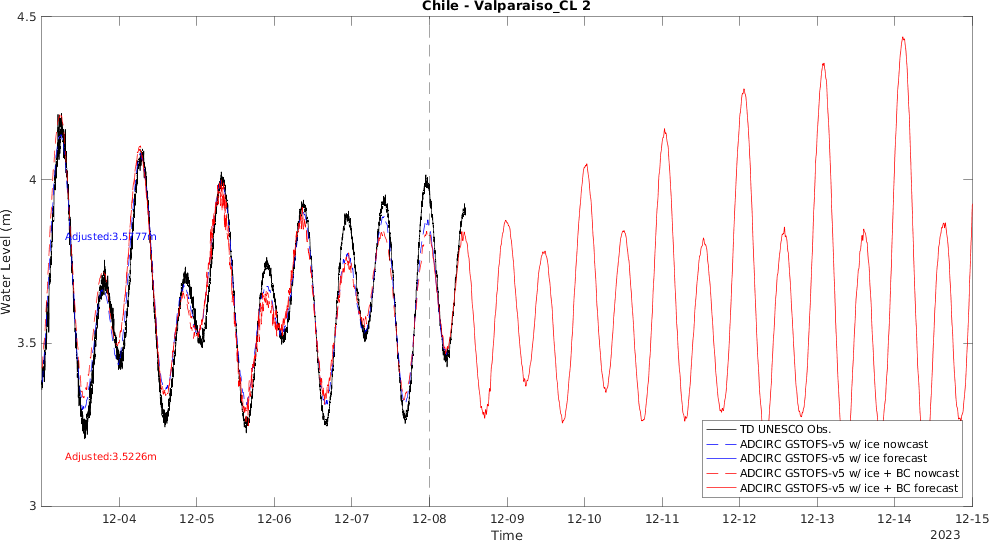 Chile - Valparaiso_CL 2
Water Level (m)
4.5
4
3.5
3
Adjusted:3.5777m
Adjusted:3.5226m
TD UNESCO Obs.
ADCIRC GSTOFS-v5 w/ ice nowcast
ADCIRC GSTOFS-v5 w/ ice forecast
ADCIRC GSTOFS-v5 w/ ice + BC nowcast
ADCIRC GSTOFS-v5 w/ ice + BC forecast
12-04 12-05 12-06 12-07 12-08 12-09 12-10 12-11 12-12 12-13 12-14 12-15
Time
2023